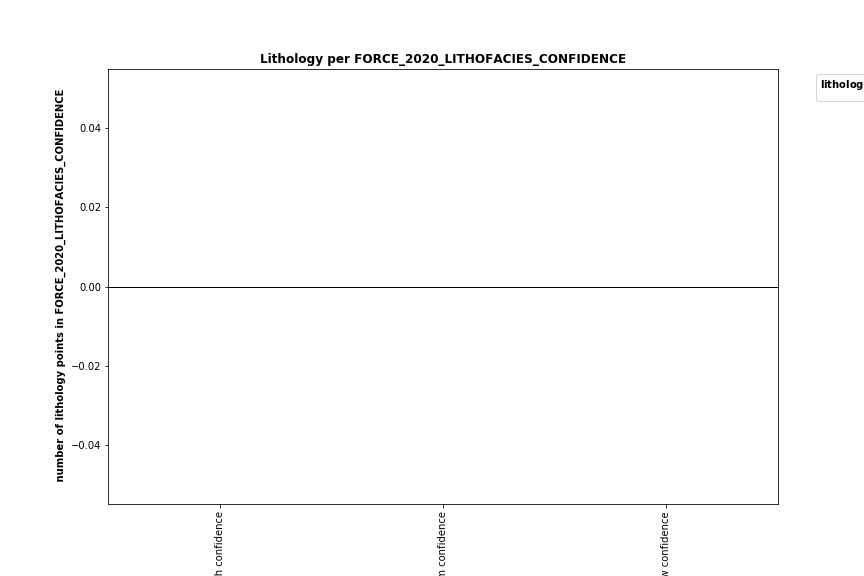 Lithology per FORCE_2020_LITHOFACIES_CONFIDENCE
litholog
number of lithology points in FORCE_2020_LITHOFACIES_CONFIDENCE
0.04
0.02
0.00
−0.02
−0.04
h confidence
m confidence
w confidence